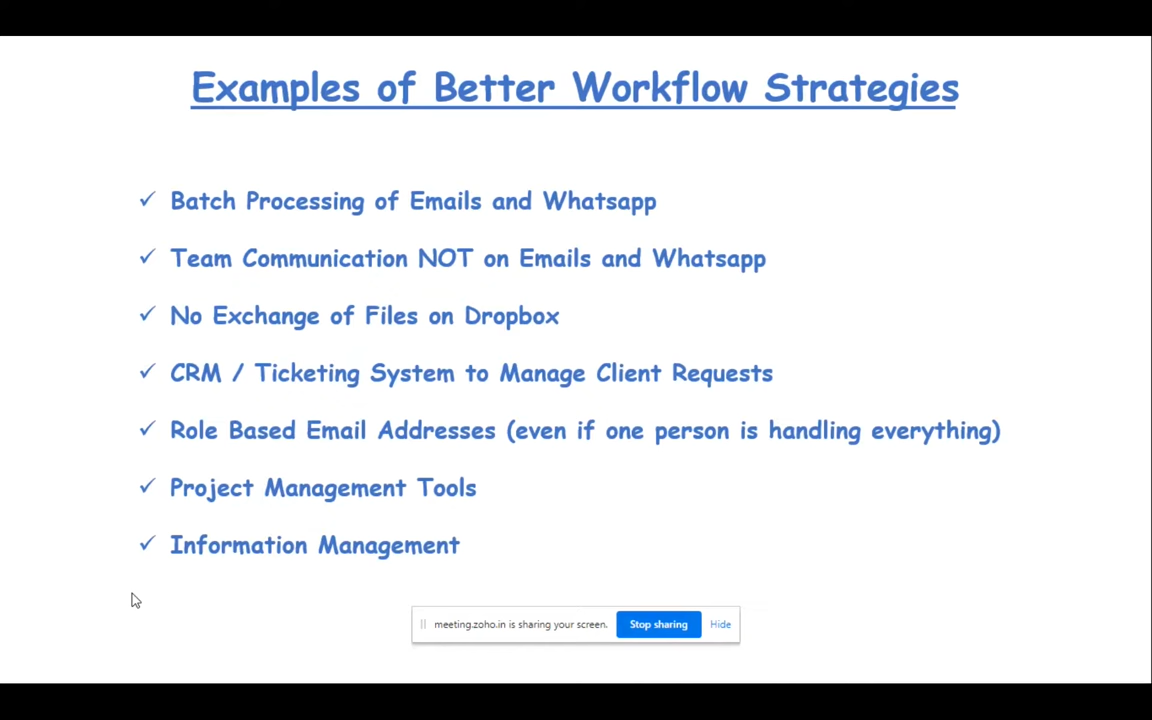 Examples of Better Workflow Strategies
✓ Batch Processing of Emails and Whatsapp
✓ Team Communication NOT on Emails and Whatsapp
✓ No Exchange of Files on Dropbox
✓ CRM / Ticketing System to Manage Client Requests
✓ Role Based Email Addresses (even if one person is handling everything)
✓ Project Management Tools
✓ Information Management
meeting.zoho.in is sharing your screen. Stop sharing Hide